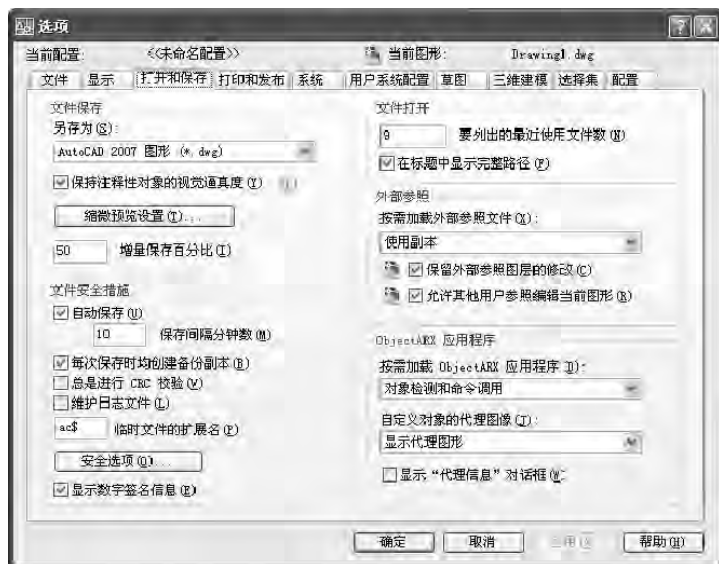 选项
当前配置: <<未命名配置>> 当前图形: Drawing1.dwg
文件 显示 打开和保存 打印和发布 系统 用户系统配置 草图 三维建模 选择集 配置
文件保存
另存为(S):
AutoCAD 2007 图形 (*.dwg)
保持注释性对象的视觉逼真度(Y)
缩微预览设置(T)...
50 增量保存百分比(I)
文件安全措施
自动保存(U)
10 保存间隔分钟数(M)
每次保存时均创建备份副本(B)
总是进行 CRC 校验(V)
维护日志文件(L)
ac$ 临时文件的扩展名(P)
安全选项(O)...
显示数字签名信息(E)
文件打开
9 要列出的最近使用文件数(N)
在标题中显示完整路径(F)
外部参照
按需加载外部参照文件(X):
使用副本
保留外部参照图层的修改(C)
允许其他用户参照编辑当前图形(R)
ObjectARX 应用程序
按需加载 ObjectARX 应用程序(D):
对象检测和命令调用
自定义对象的代理图像(J):
显示代理图形
显示“代理信息”对话框(W)
确定 取消 应用(A) 帮助(H)